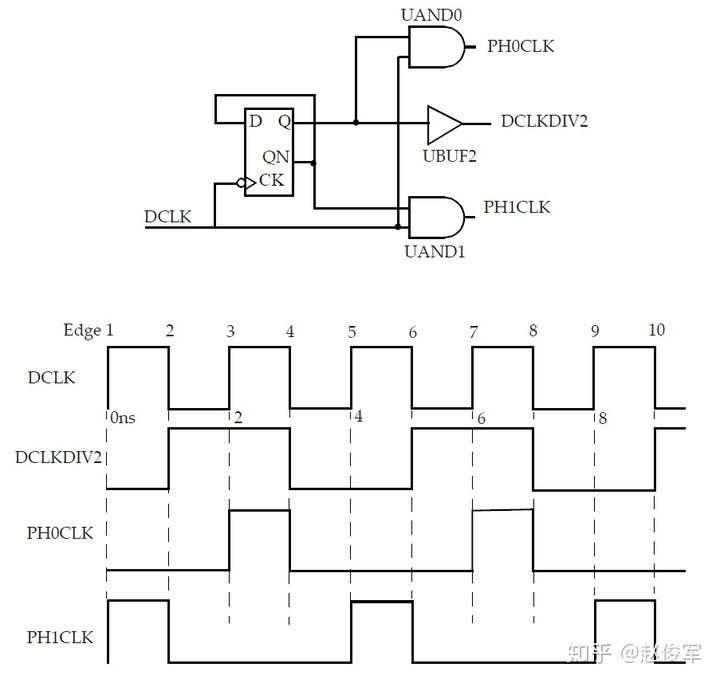 UAND0
PH0CLK
D Q
DCLKDIV2
QN
UBUF2
CK
PH1CLK
DCLK
UAND1
Edge 1 2 3 4 5 6 7 8 9 10
DCLK
0ns 2 4 6 8
DCLKDIV2
PH0CLK
PH1CLK
知乎 @赵俊军